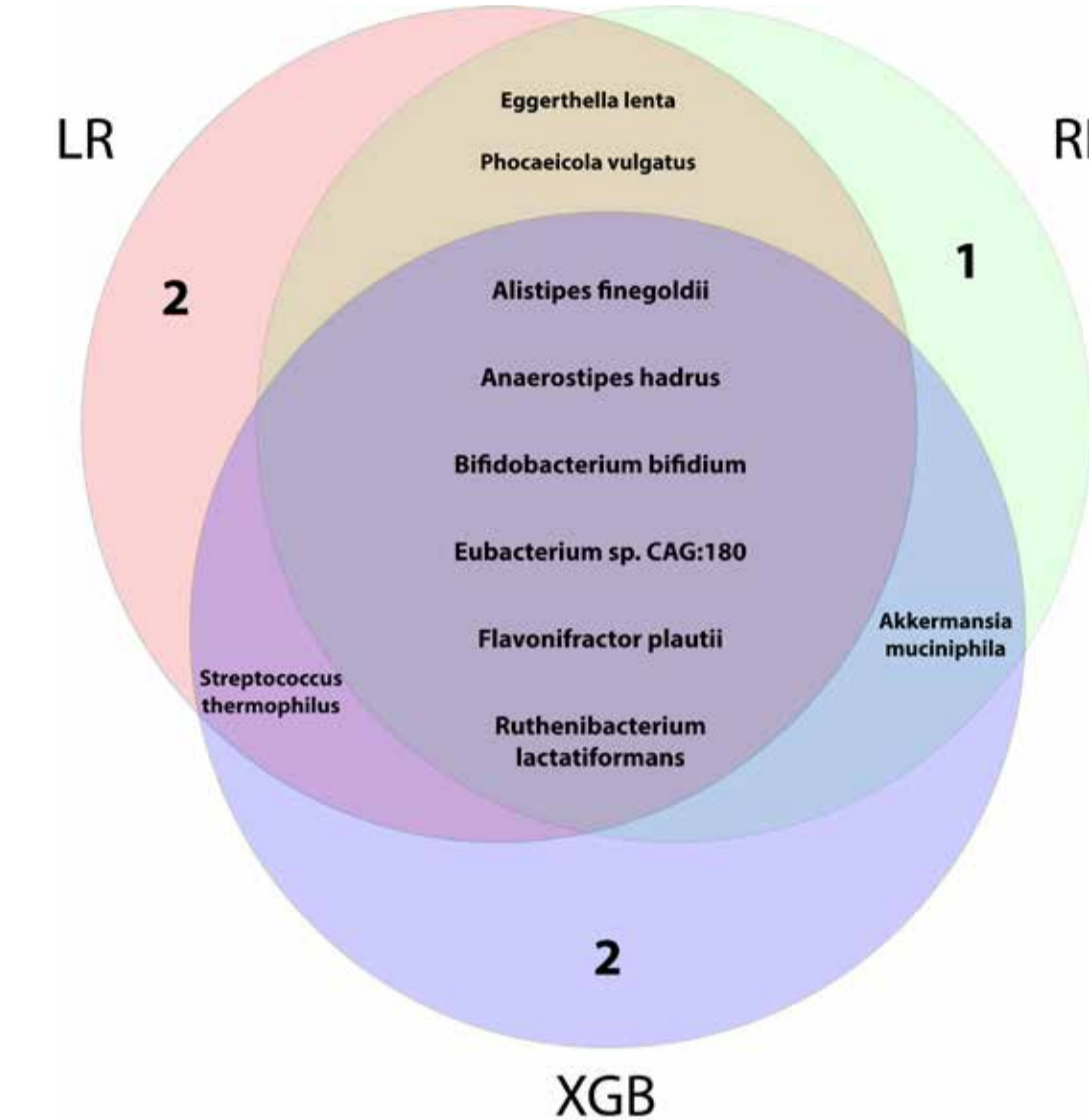 Eggerthella lenta
LR
Phocaeicola vulgatus
2
1
Alistipes finegoldii
Anaerostipes hadrus
Bifidobacterium bifidium
Eubacterium sp. CAG:180
Flavonifractor plautii
Akkermansia
muciniphila
Streptococcus
thermophilus
Ruthenibacterium
lactatiformans
2
XGB